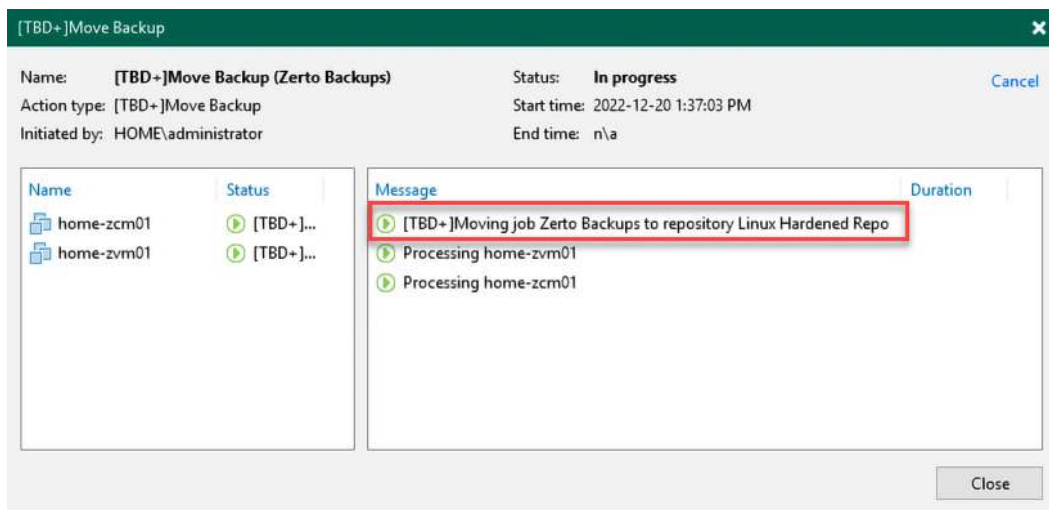 [TBD+]Move Backup
Name: [TBD+]Move Backup (Zerto Backups) Status: In progress Cancel
Action type: [TBD+]Move Backup Start time: 2022-12-20 1:37:03 PM
Initiated by: HOME\administrator End time: n\a
Name Status Message Duration
home-zcm01 [TBD+]... [TBD+]Moving job Zerto Backups to repository Linux Hardened Repo
home-zvm01 [TBD+]... Processing home-zvm01
Processing home-zcm01
Close